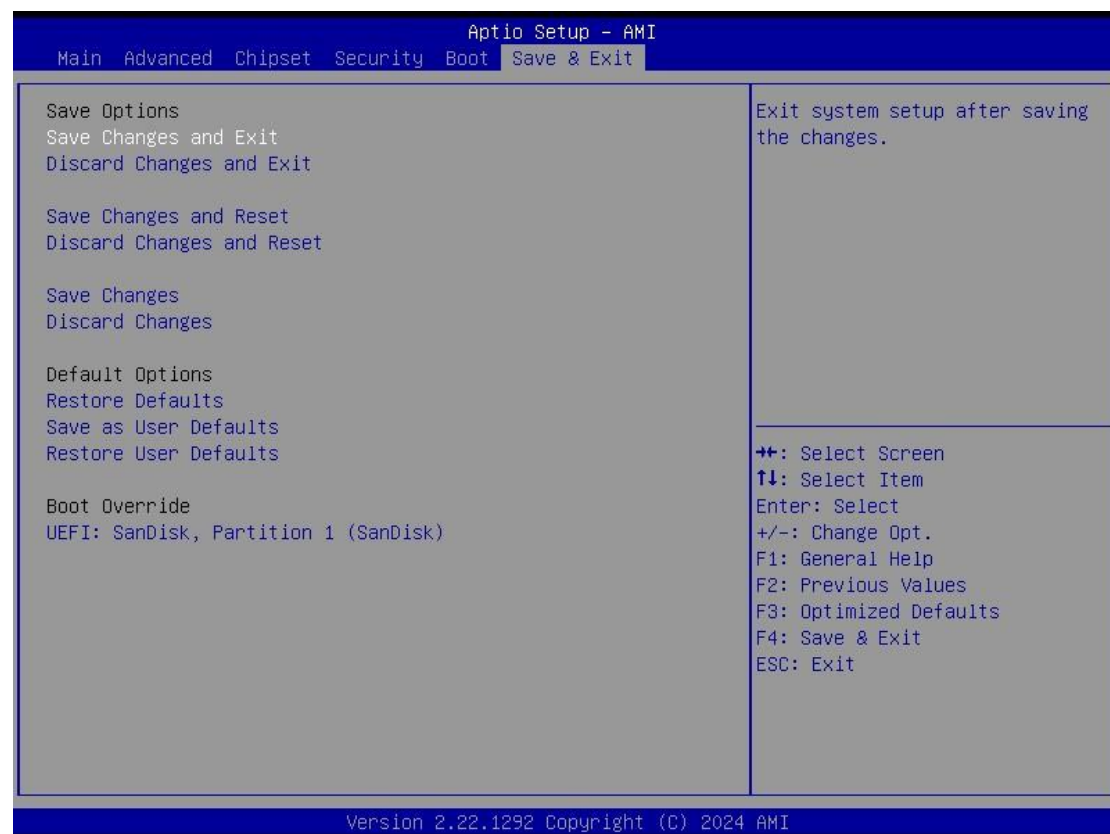 Aptio Setup – AMI
Main Advanced Chipset Security Boot Save & Exit
Save Options
Save Changes and Exit
Discard Changes and Exit
Save Changes and Reset
Discard Changes and Reset
Save Changes
Discard Changes
Default Options
Restore Defaults
Save as User Defaults
Restore User Defaults
Boot Override
UEFI: SanDisk, Partition 1 (SanDisk)
Exit system setup after saving
the changes.
→←: Select Screen
↑↓: Select Item
Enter: Select
+/-: Change Opt.
F1: General Help
F2: Previous Values
F3: Optimized Defaults
F4: Save & Exit
ESC: Exit
Version 2.22.1292 Copyright (C) 2024 AMI